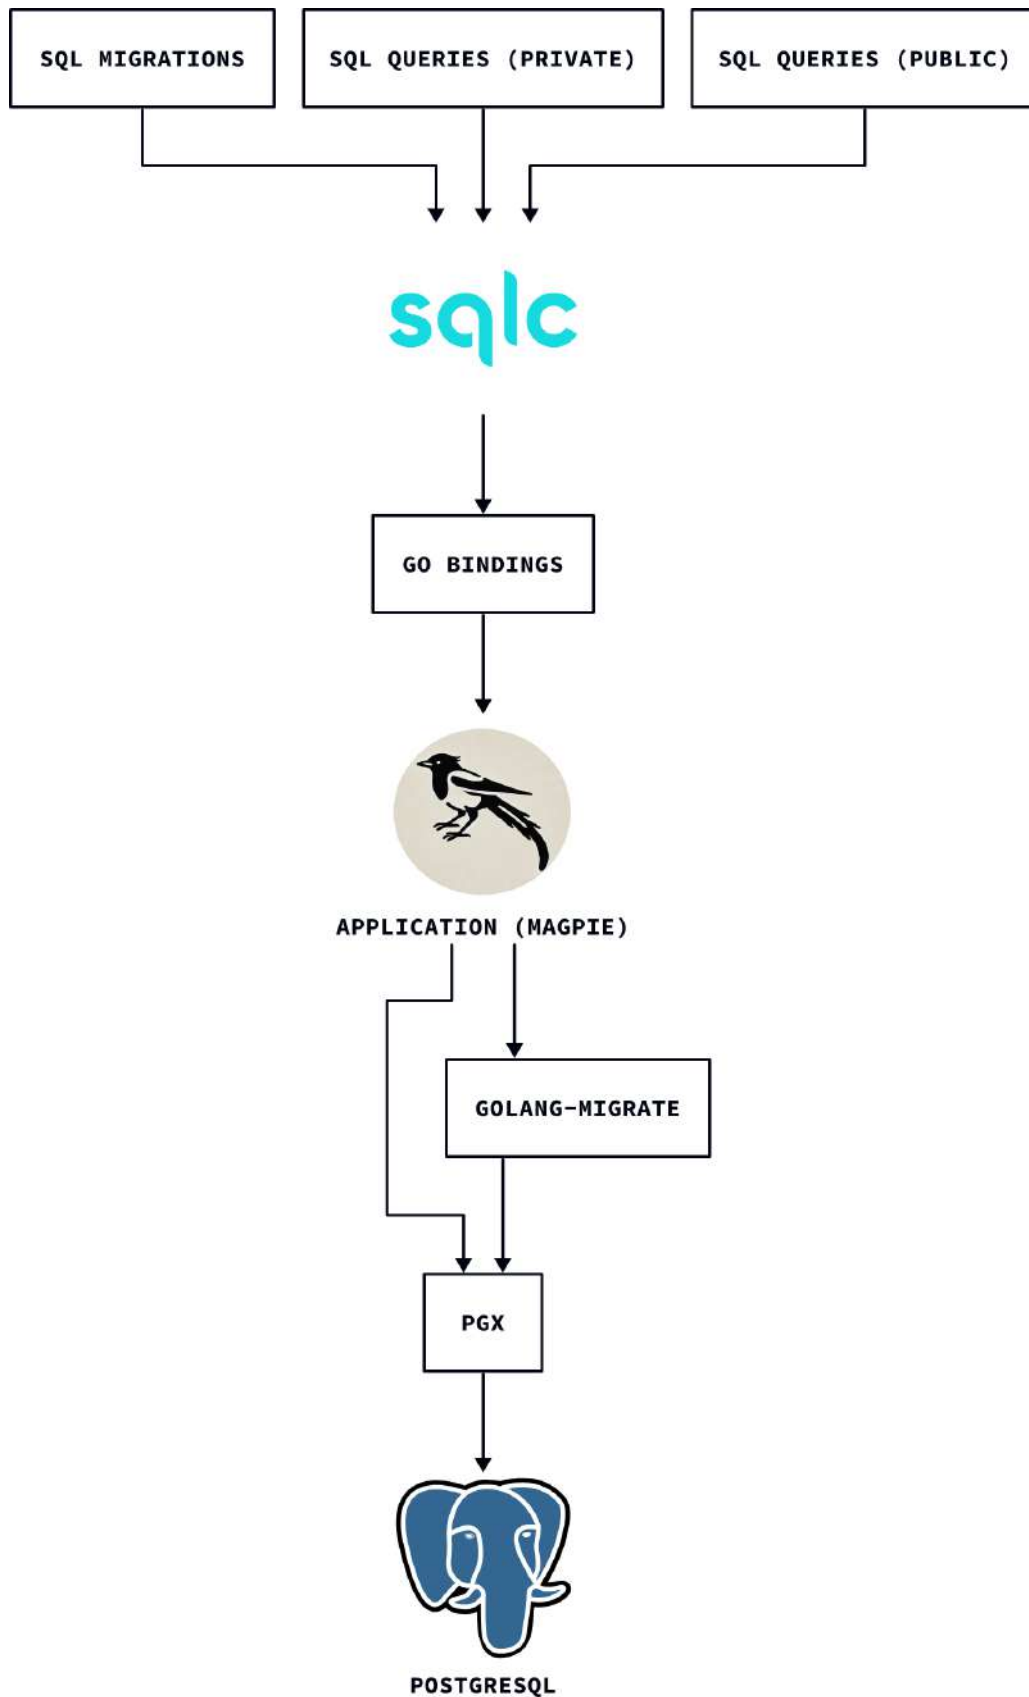 SQL MIGRATIONS
SQL QUERIES (PRIVATE)
SQL QUERIES (PUBLIC)
sqlc
GO BINDINGS
APPLICATION (MAGPIE)
GOLANG-MIGRATE
PGX
POSTGRESQL